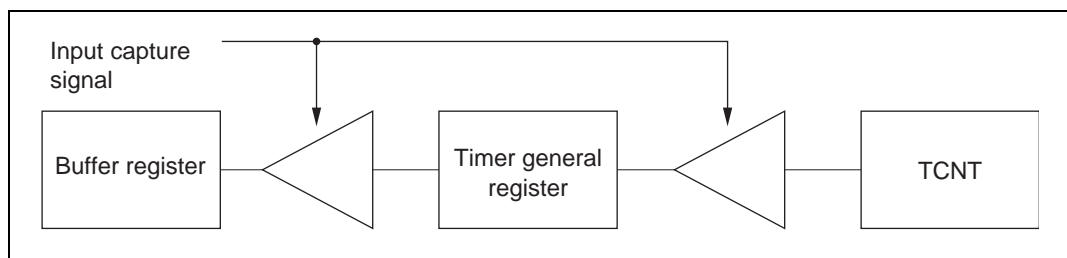 Input capture
signal
Buffer register
Timer general
register
TCNT